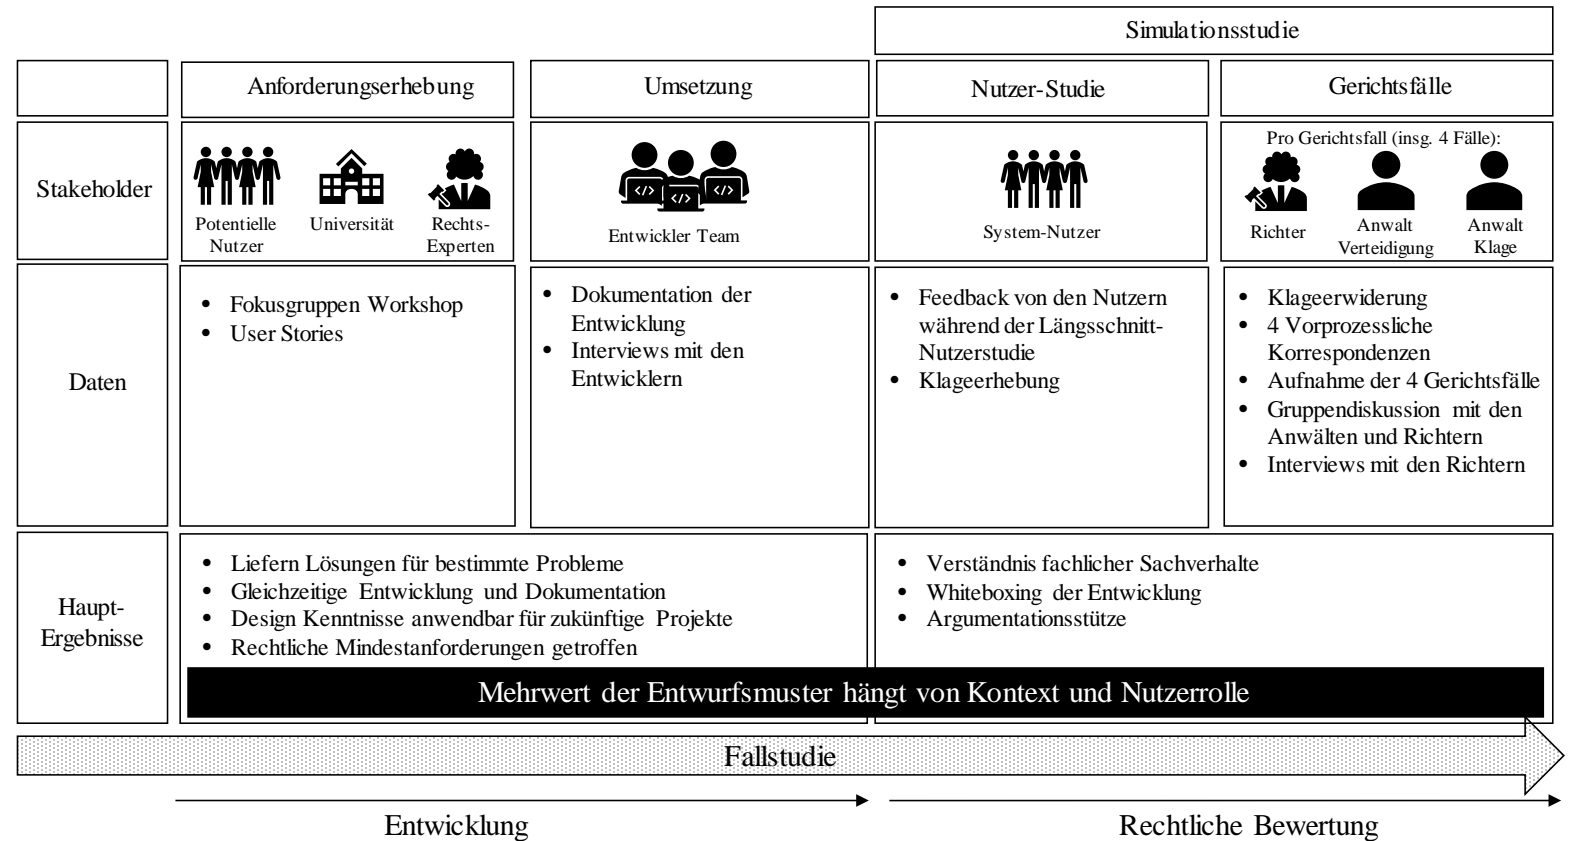 Simulationsstudie
Anforderungserhebung
Umsetzung
Nutzer-Studie
Gerichtsfälle
Stakeholder
Potentielle
Nutzer
Universität
Rechts-
Experten
</>
</>
</>
Entwickler Team
System-Nutzer
Pro Gerichtsfall (insg. 4 Fälle):
Richter
Anwalt
Verteidigung
Anwalt
Klage
Daten
• Fokusgruppen Workshop
• User Stories
• Dokumentation der
Entwicklung
• Interviews mit den
Entwicklern
• Feedback von den Nutzern
während der Längsschnitt-
Nutzerstudie
• Klageerhebung
• Klageerwiderung
• 4 Vorprozessliche
Korrespondenzen
• Aufnahme der 4 Gerichtsfälle
• Gruppendiskussion mit den
Anwälten und Richtern
• Interviews mit den Richtern
Haupt-
Ergebnisse
• Liefern Lösungen für bestimmte Probleme
• Gleichzeitige Entwicklung und Dokumentation
• Design Kenntnisse anwendbar für zukünftige Projekte
• Rechtliche Mindestanforderungen getroffen
• Verständnis fachlicher Sachverhalte
• Whiteboxing der Entwicklung
• Argumentationsstütze
Mehrwert der Entwurfsmuster hängt von Kontext und Nutzerrolle
Fallstudie
Entwicklung
Rechtliche Bewertung